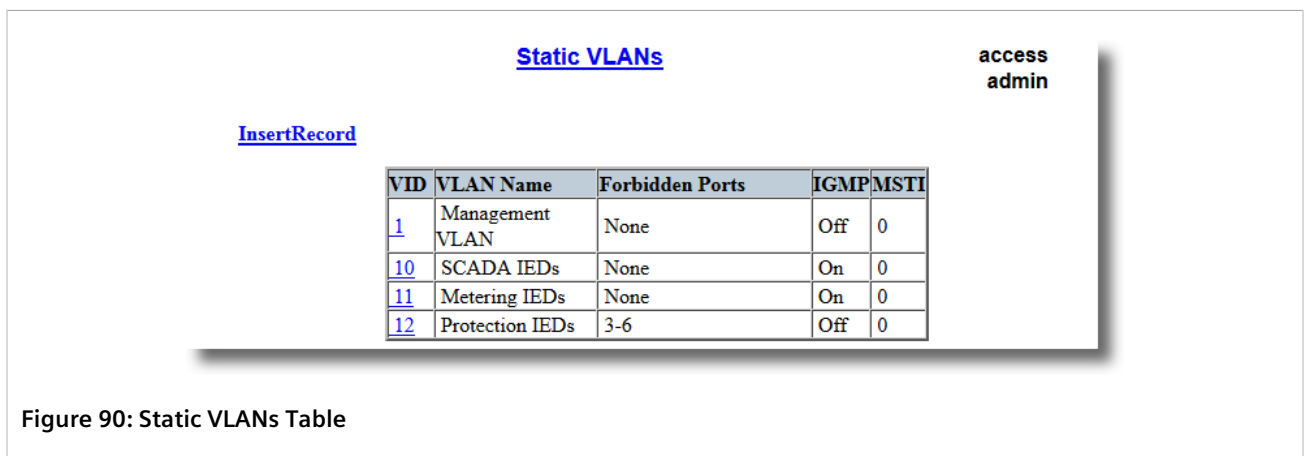 Static VLANs
access
admin
InsertRecord
VID VLAN Name Forbidden Ports IGMP MSTI
1 Management VLAN None Off 0
10 SCADA IEDs None On 0
11 Metering IEDs None On 0
12 Protection IEDs 3-6 Off 0
Figure 90: Static VLANs Table